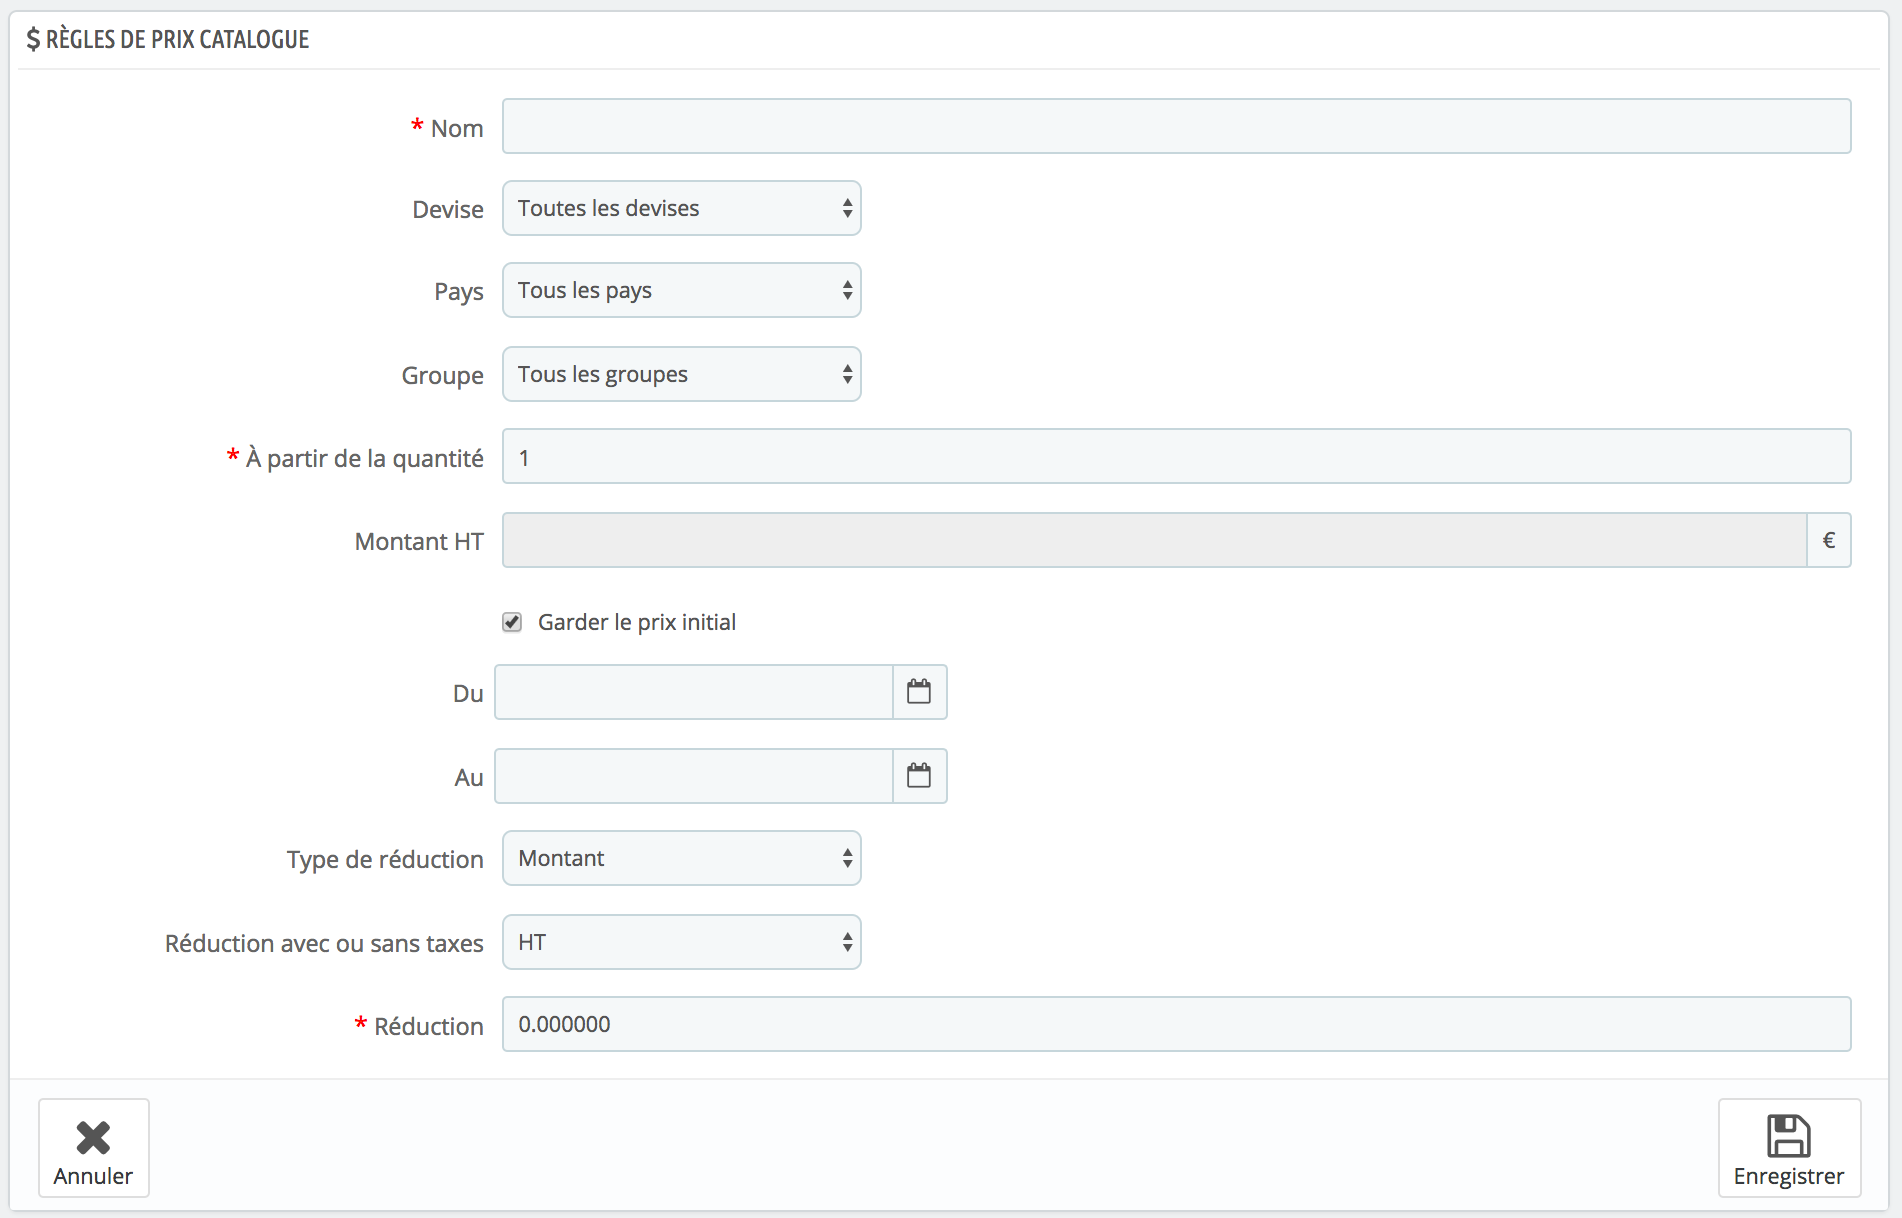 $ RÈGLES DE PRIX CATALOGUE
* Nom
Devise Toutes les devises
Pays Tous les pays
Groupe Tous les groupes
* À partir de la quantité 1
Montant HT €
Garder le prix initial
Du
Au
Type de réduction Montant
Réduction avec ou sans taxes HT
* Réduction 0.000000
Annuler Enregistrer